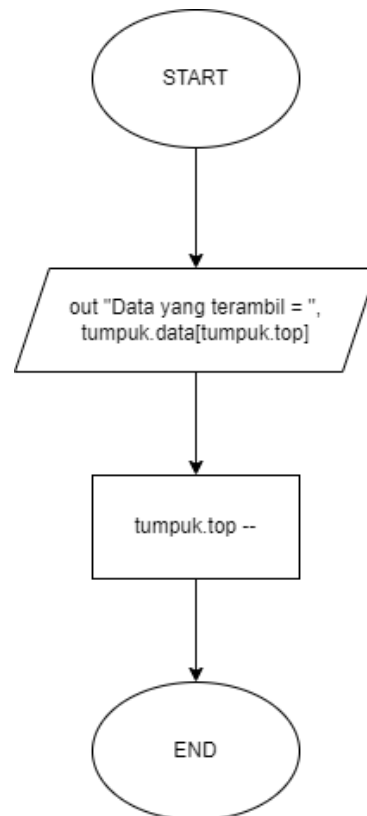 START
out "Data yang terambil = ",
tumpuk.data[tumpuk.top]
tumpuk.top --
END